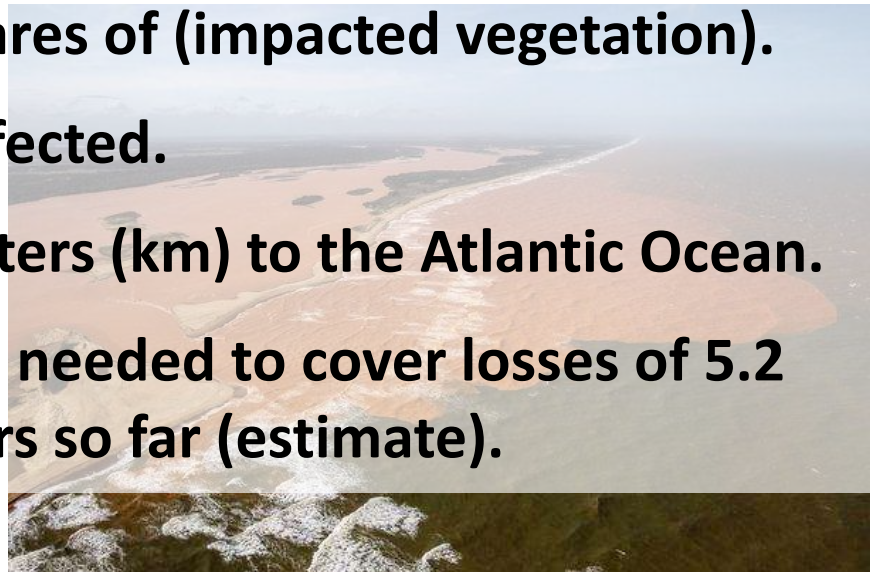 ares of (impacted vegetation).
fected.
ters (km) to the Atlantic Ocean.
needed to cover losses of 5.2
rs so far (estimate).